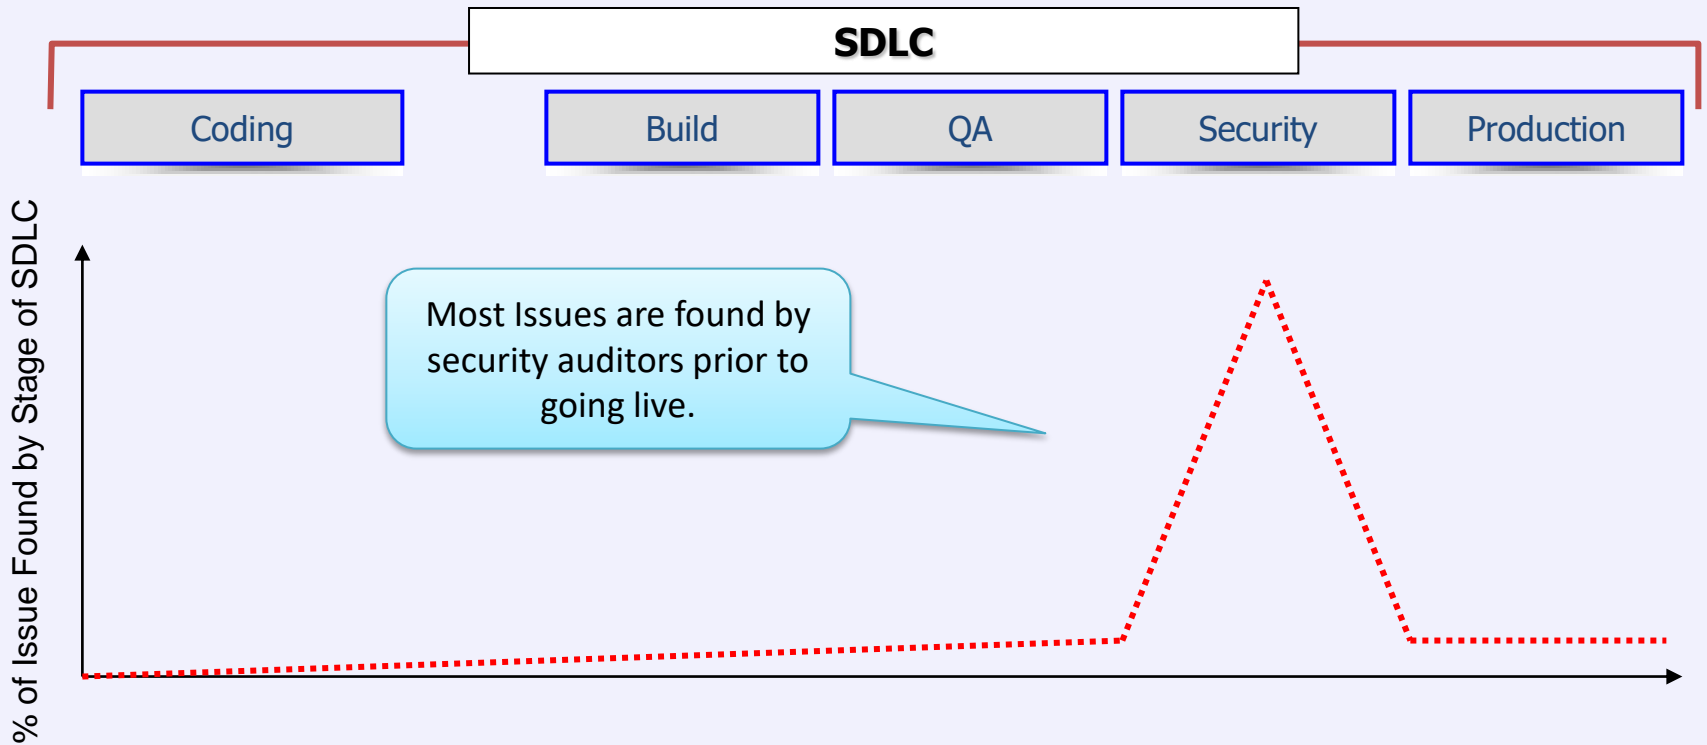 SDLC
Coding
Build
QA
Security
Production
% of Issue Found by Stage of SDLC
Most Issues are found by
security auditors prior to
going live.